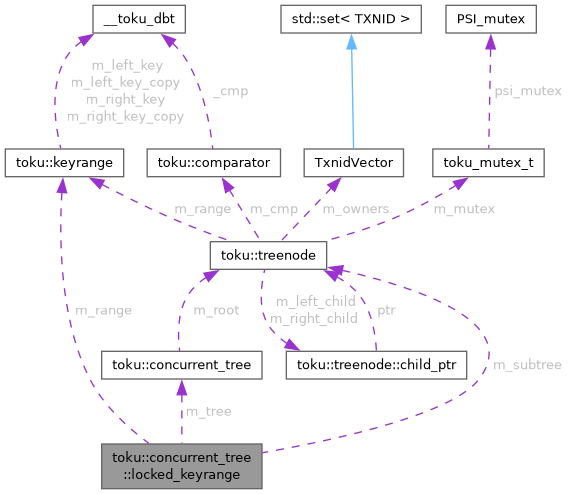 __toku_dbt
std::set< TXNID >
PSI_mutex
m_left_key
m_left_key_copy
m_right_key
m_right_key_copy
_cmp
psi_mutex
toku::keyrange
toku::comparator
TxnidVector
toku_mutex_t
m_range
m_cmp
m_owners
m_mutex
toku::treenode
m_range
m_root
m_left_child
m_right_child
ptr
m_subtree
toku::concurrent_tree
toku::treenode::child_ptr
m_tree
toku::concurrent_tree
::locked_keyrange